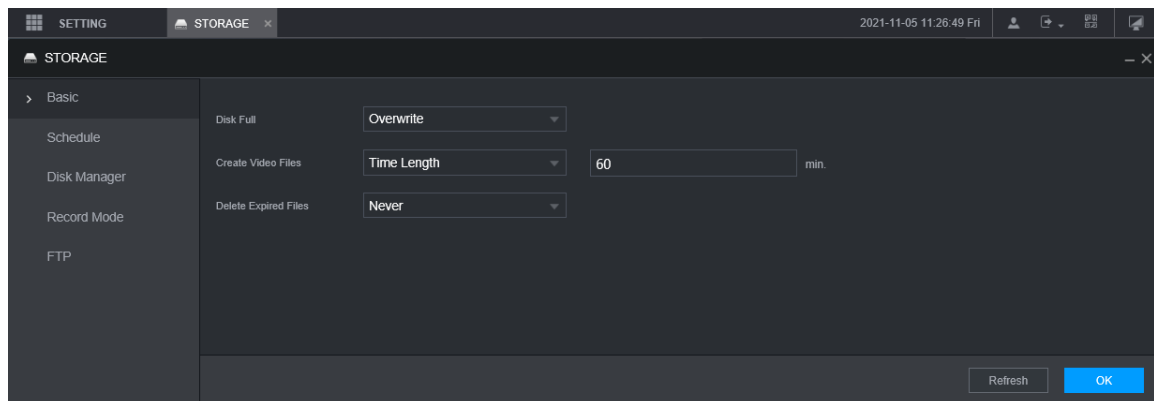 SETTING STORAGE × 2021-11-05 11:26:49 Fri
STORAGE
Basic
Schedule
Disk Manager
Record Mode
FTP
Disk Full Overwrite
Create Video Files Time Length 60 min.
Delete Expired Files Never
Refresh OK